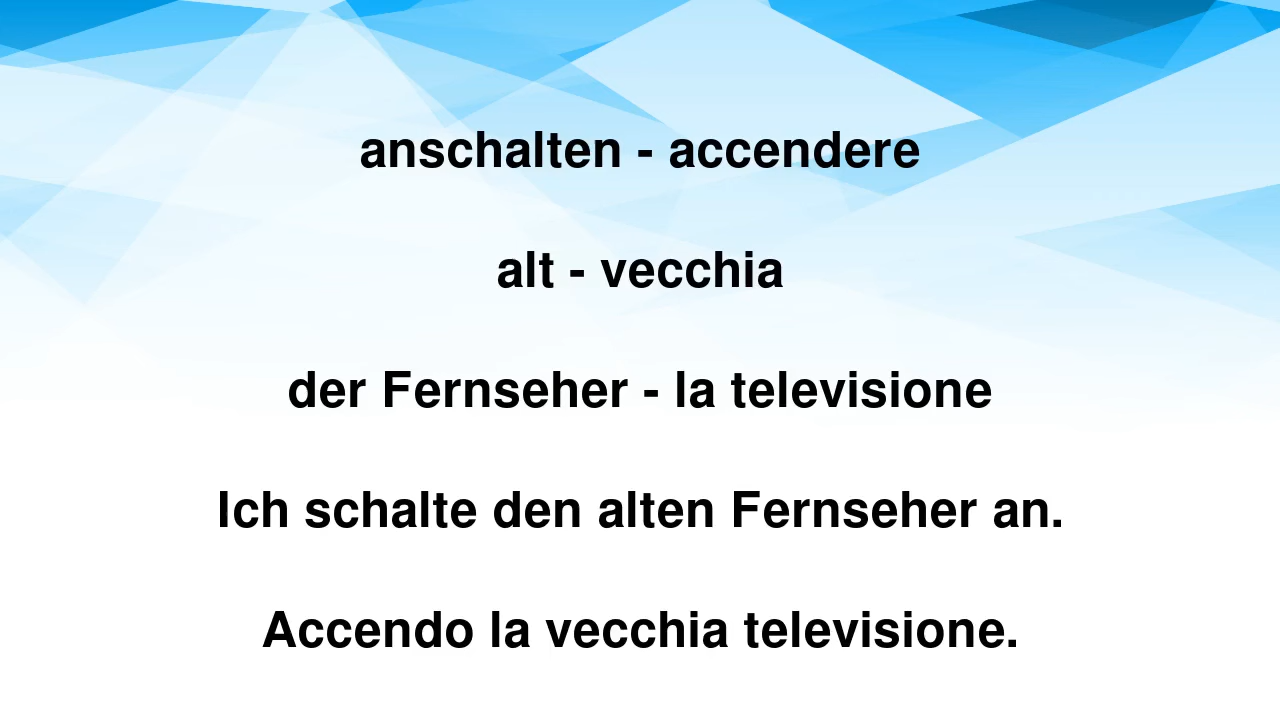 anschalten - accendere
alt - vecchia
der Fernseher - la televisione
Ich schalte den alten Fernseher an.
Accendo la vecchia televisione.